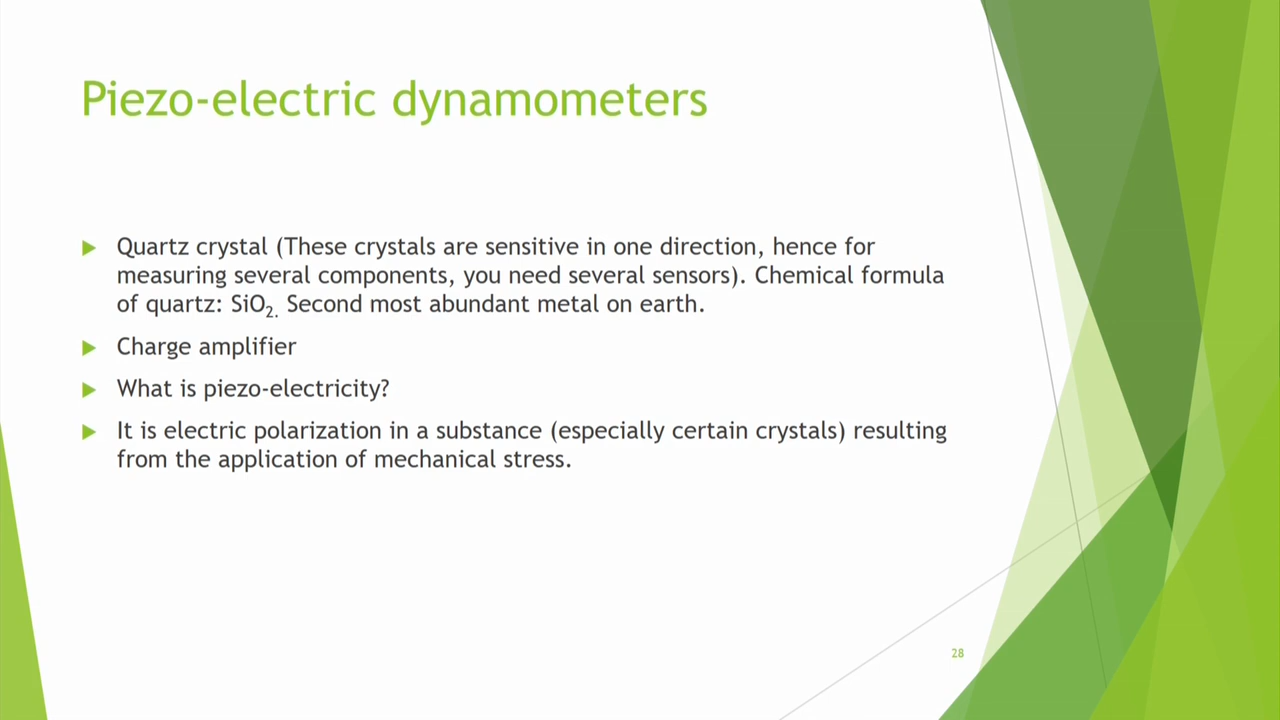 Piezo-electric dynamometers
Quartz crystal (These crystals are sensitive in one direction, hence for
measuring several components, you need several sensors). Chemical formula
of quartz: SiO₂. Second most abundant metal on earth.
Charge amplifier
What is piezo-electricity?
It is electric polarization in a substance (especially certain crystals) resulting
from the application of mechanical stress.
28